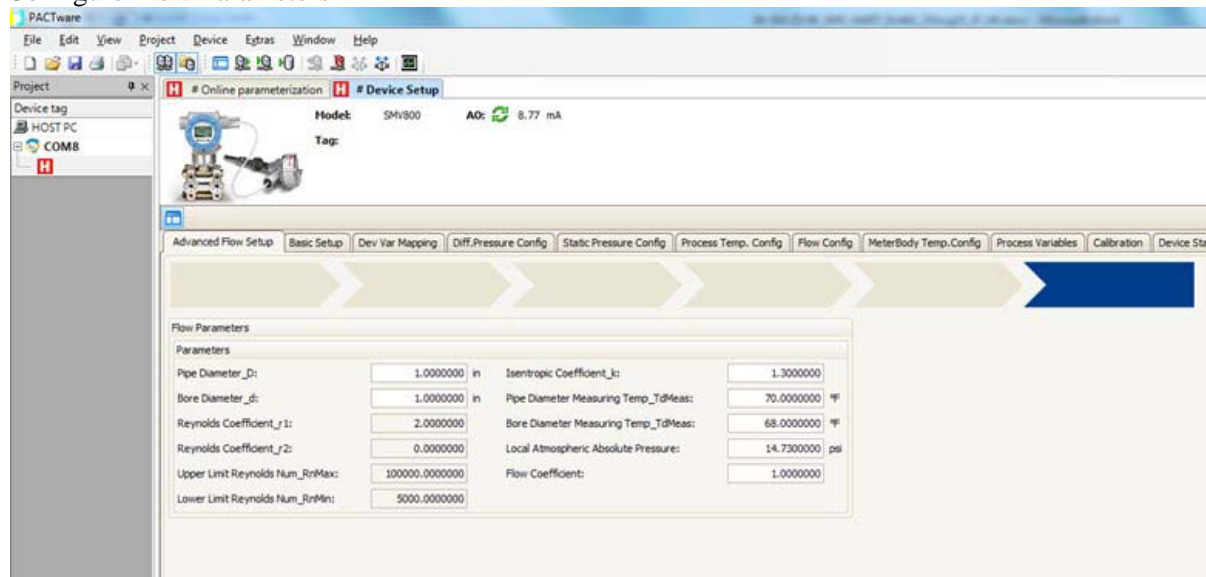 PACTware
File Edit View Project Device Extras Window Help
Project
# Online parameterization # Device Setup
Device tag
HOST PC
COM8
Model: SMV800 AO: 8.77 mA
Tag:
Advanced Flow Setup Basic Setup Dev Var Mapping Diff.Pressure Config Static Pressure Config Process Temp. Config Flow Config MeterBody Temp.Config Process Variables Calibration Device Sta
Flow Parameters
Parameters
Pipe Diameter_D: 1.0000000 in Isentropic Coefficient_k: 1.3000000
Bore Diameter_d: 1.0000000 in Pipe Diameter Measuring Temp_TdMeas: 70.0000000 °F
Reynolds Coefficient_r1: 2.0000000 Bore Diameter Measuring Temp_TdMeas: 68.0000000 °F
Reynolds Coefficient_r2: 0.0000000 Local Atmospheric Absolute Pressure: 14.7300000 psi
Upper Limit Reynolds Num_RnMax: 100000.0000000 Flow Coefficient: 1.0000000
Lower Limit Reynolds Num_RnMin: 5000.0000000